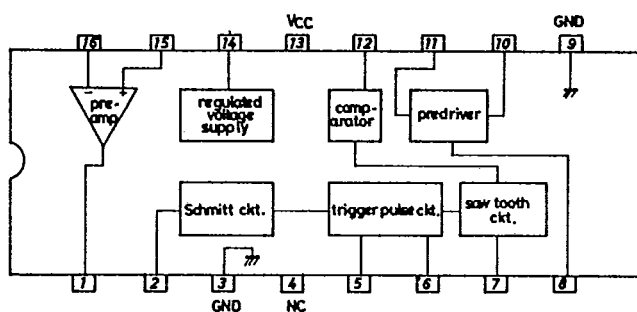 VCC GND
16 15 14 13 12 11 10 9
- +
pre-
amp
regulated
voltage
supply
comp-
arator
predriver
Schmitt ckt.
trigger pulse ckt.
saw tooth
ckt.
1 2 3 4 5 6 7 8
GND NC